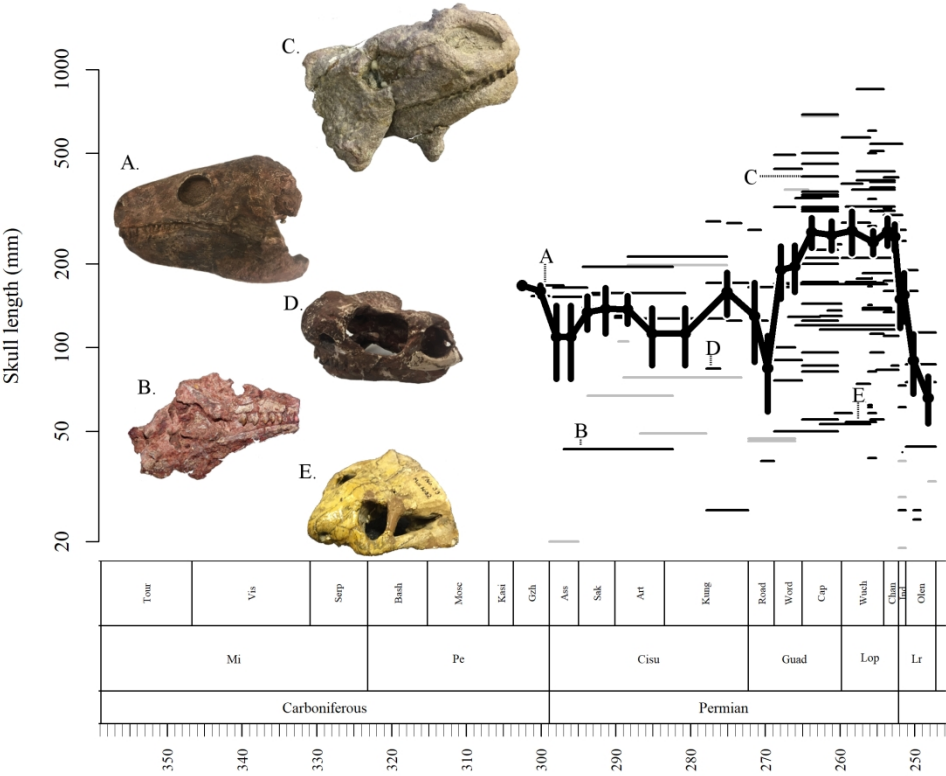 Skull length (mm)
1000
500
200
100
50
20
A.
B.
C.
D.
E.
A
B
C
D
E
Tour
Vis
Serp
Bash
Mosc
Kasi
Gzh
Ass
Sak
Art
Kung
Road
Word
Cap
Wuch
Chan
Ind
Olen
Mi
Pe
Cisu
Guad
Lop
Lr
Carboniferous
Permian
350
340
330
320
310
300
290
280
270
260
250